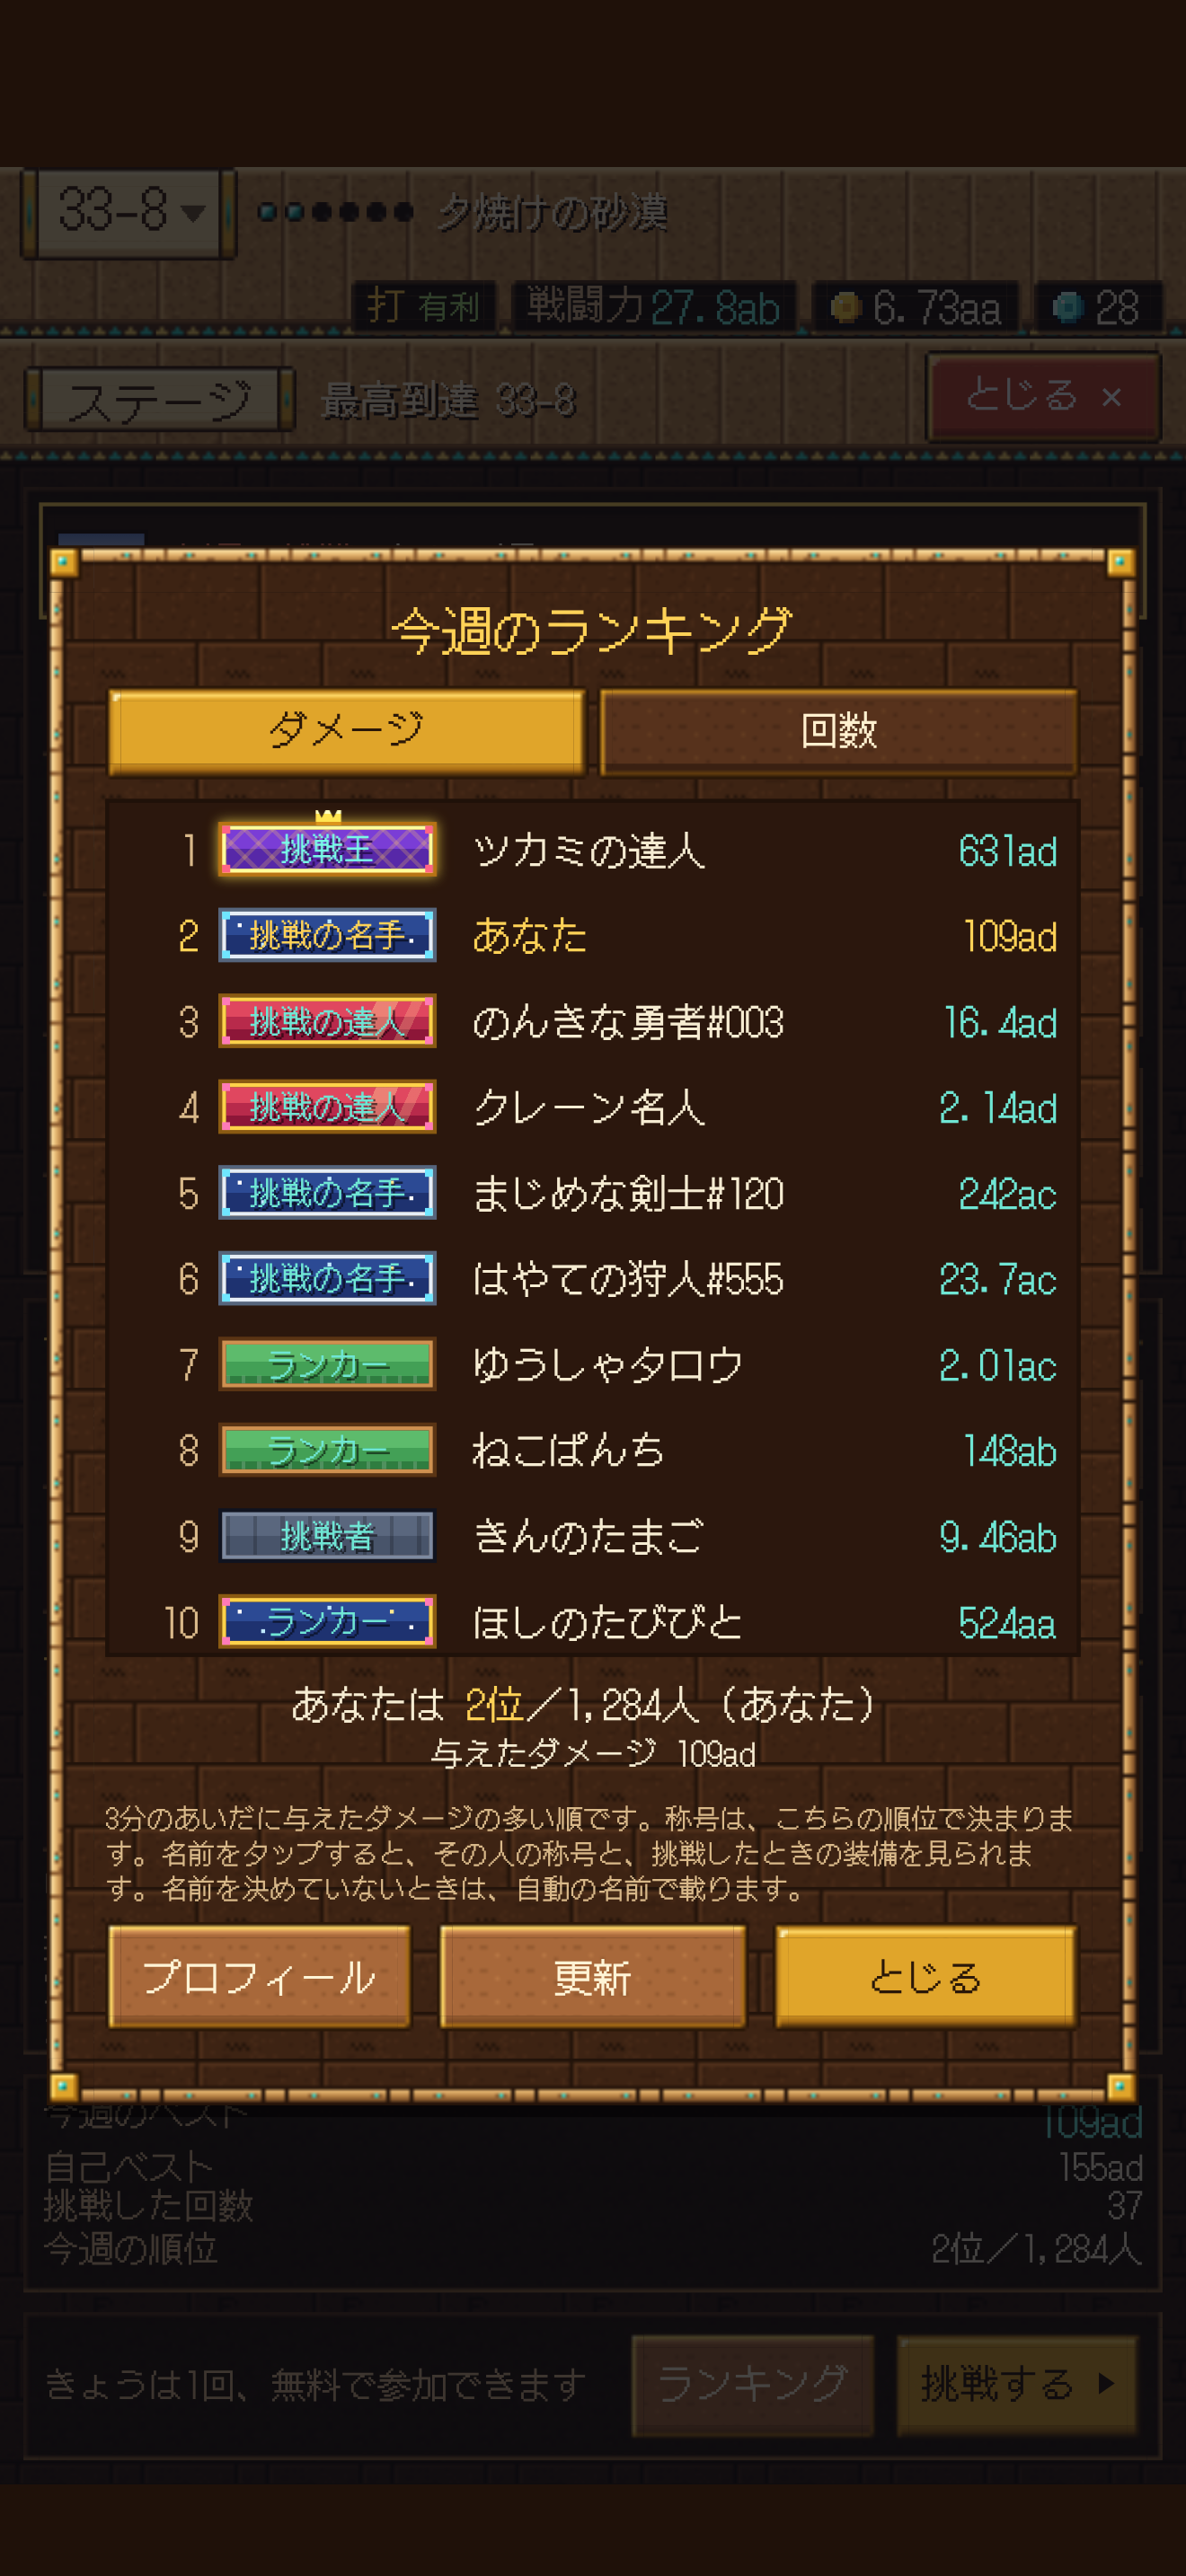 33-8 ▼ 夕焼けの砂漠
打 有利 戦闘力 27.8ab 6.73aa 28
ステージ 最高到達 33-8 とじる ×
今週のランキング
ダメージ 回数
1 挑戦王 ツカミの達人 631ad
2 挑戦の名手 あなた 109ad
3 挑戦の達人 のんきな勇者#003 16.4ad
4 挑戦の達人 クレーン名人 2.14ad
5 挑戦の名手 まじめな剣士#120 242ac
6 挑戦の名手 はやての狩人#555 23.7ac
7 ランカー ゆうしゃタロウ 2.01ac
8 ランカー ねこぱんち 148ab
9 挑戦者 きんのたまご 9.46ab
10 ランカー ほしのたびびと 524aa
あなたは 2位／1,284人（あなた）
与えたダメージ 109ad
3分のあいだに与えたダメージの多い順です。称号は、こちらの順位で決まりま
す。名前をタップすると、その人の称号と、挑戦したときの装備を見られま
す。名前を決めていないときは、自動の名前で載ります。
プロフィール 更新 とじる
今週のベスト 109ad
自己ベスト 155ad
挑戦した回数 37
今週の順位 2位／1,284人
きょうは1回、無料で参加できます ランキング 挑戦する ▶